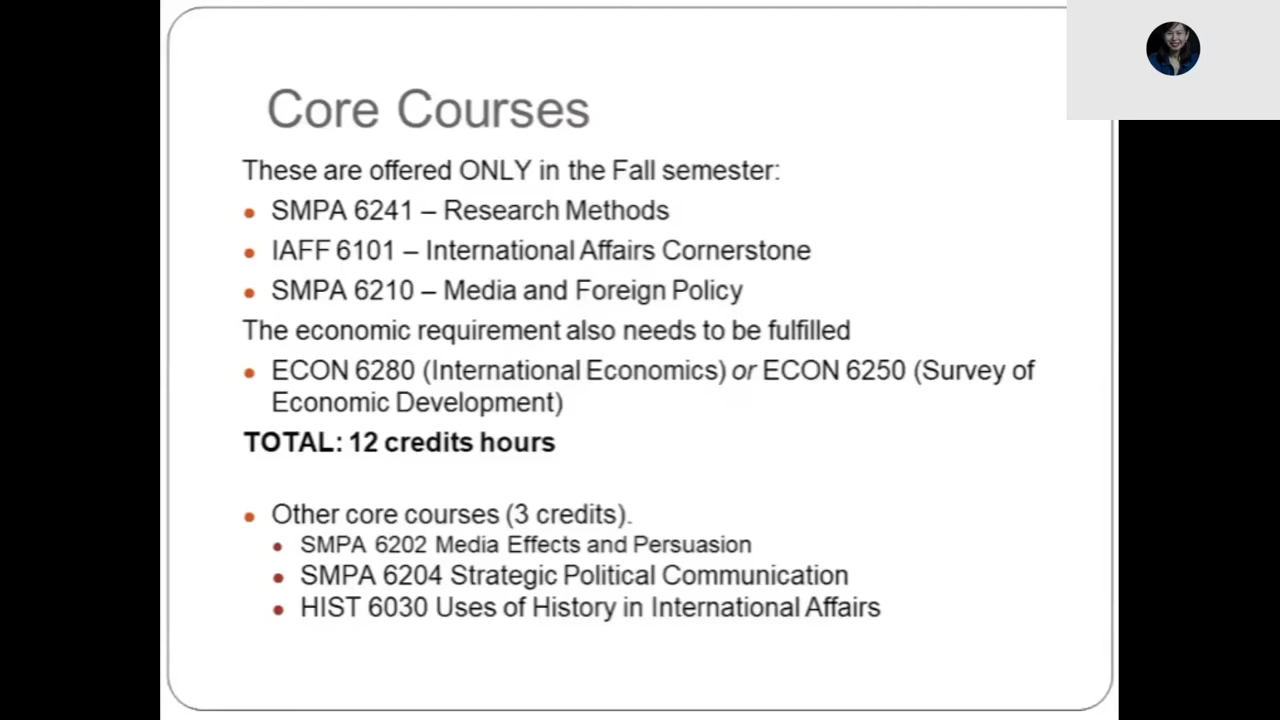 Core Courses
These are offered ONLY in the Fall semester:
SMPA 6241 – Research Methods
IAFF 6101 – International Affairs Cornerstone
SMPA 6210 – Media and Foreign Policy
The economic requirement also needs to be fulfilled
ECON 6280 (International Economics) or ECON 6250 (Survey of
Economic Development)
TOTAL: 12 credits hours
Other core courses (3 credits).
SMPA 6202 Media Effects and Persuasion
SMPA 6204 Strategic Political Communication
HIST 6030 Uses of History in International Affairs